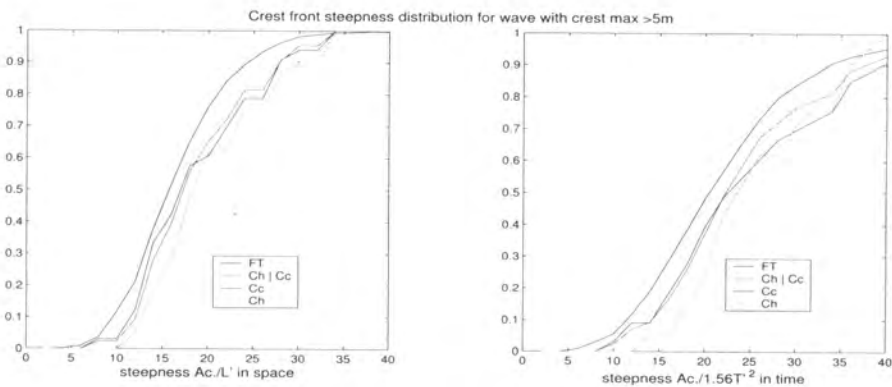 Crest front steepness distribution for wave with crest max >5m
1
0.9
0.8
0.7
0.6
0.5
0.4
0.3
0.2
0.1
0
FT
Ch | Cc
Cc
Ch
0 5 10 15 20 25 30 35 40
steepness Ac./L' in space
1
0.9
0.8
0.7
0.6
0.5
0.4
0.3
0.2
0.1
0
FT
Ch | Cc
Cc
Ch
0 5 10 15 20 25 30 35 40
steepness Ac./1.56T'² in time